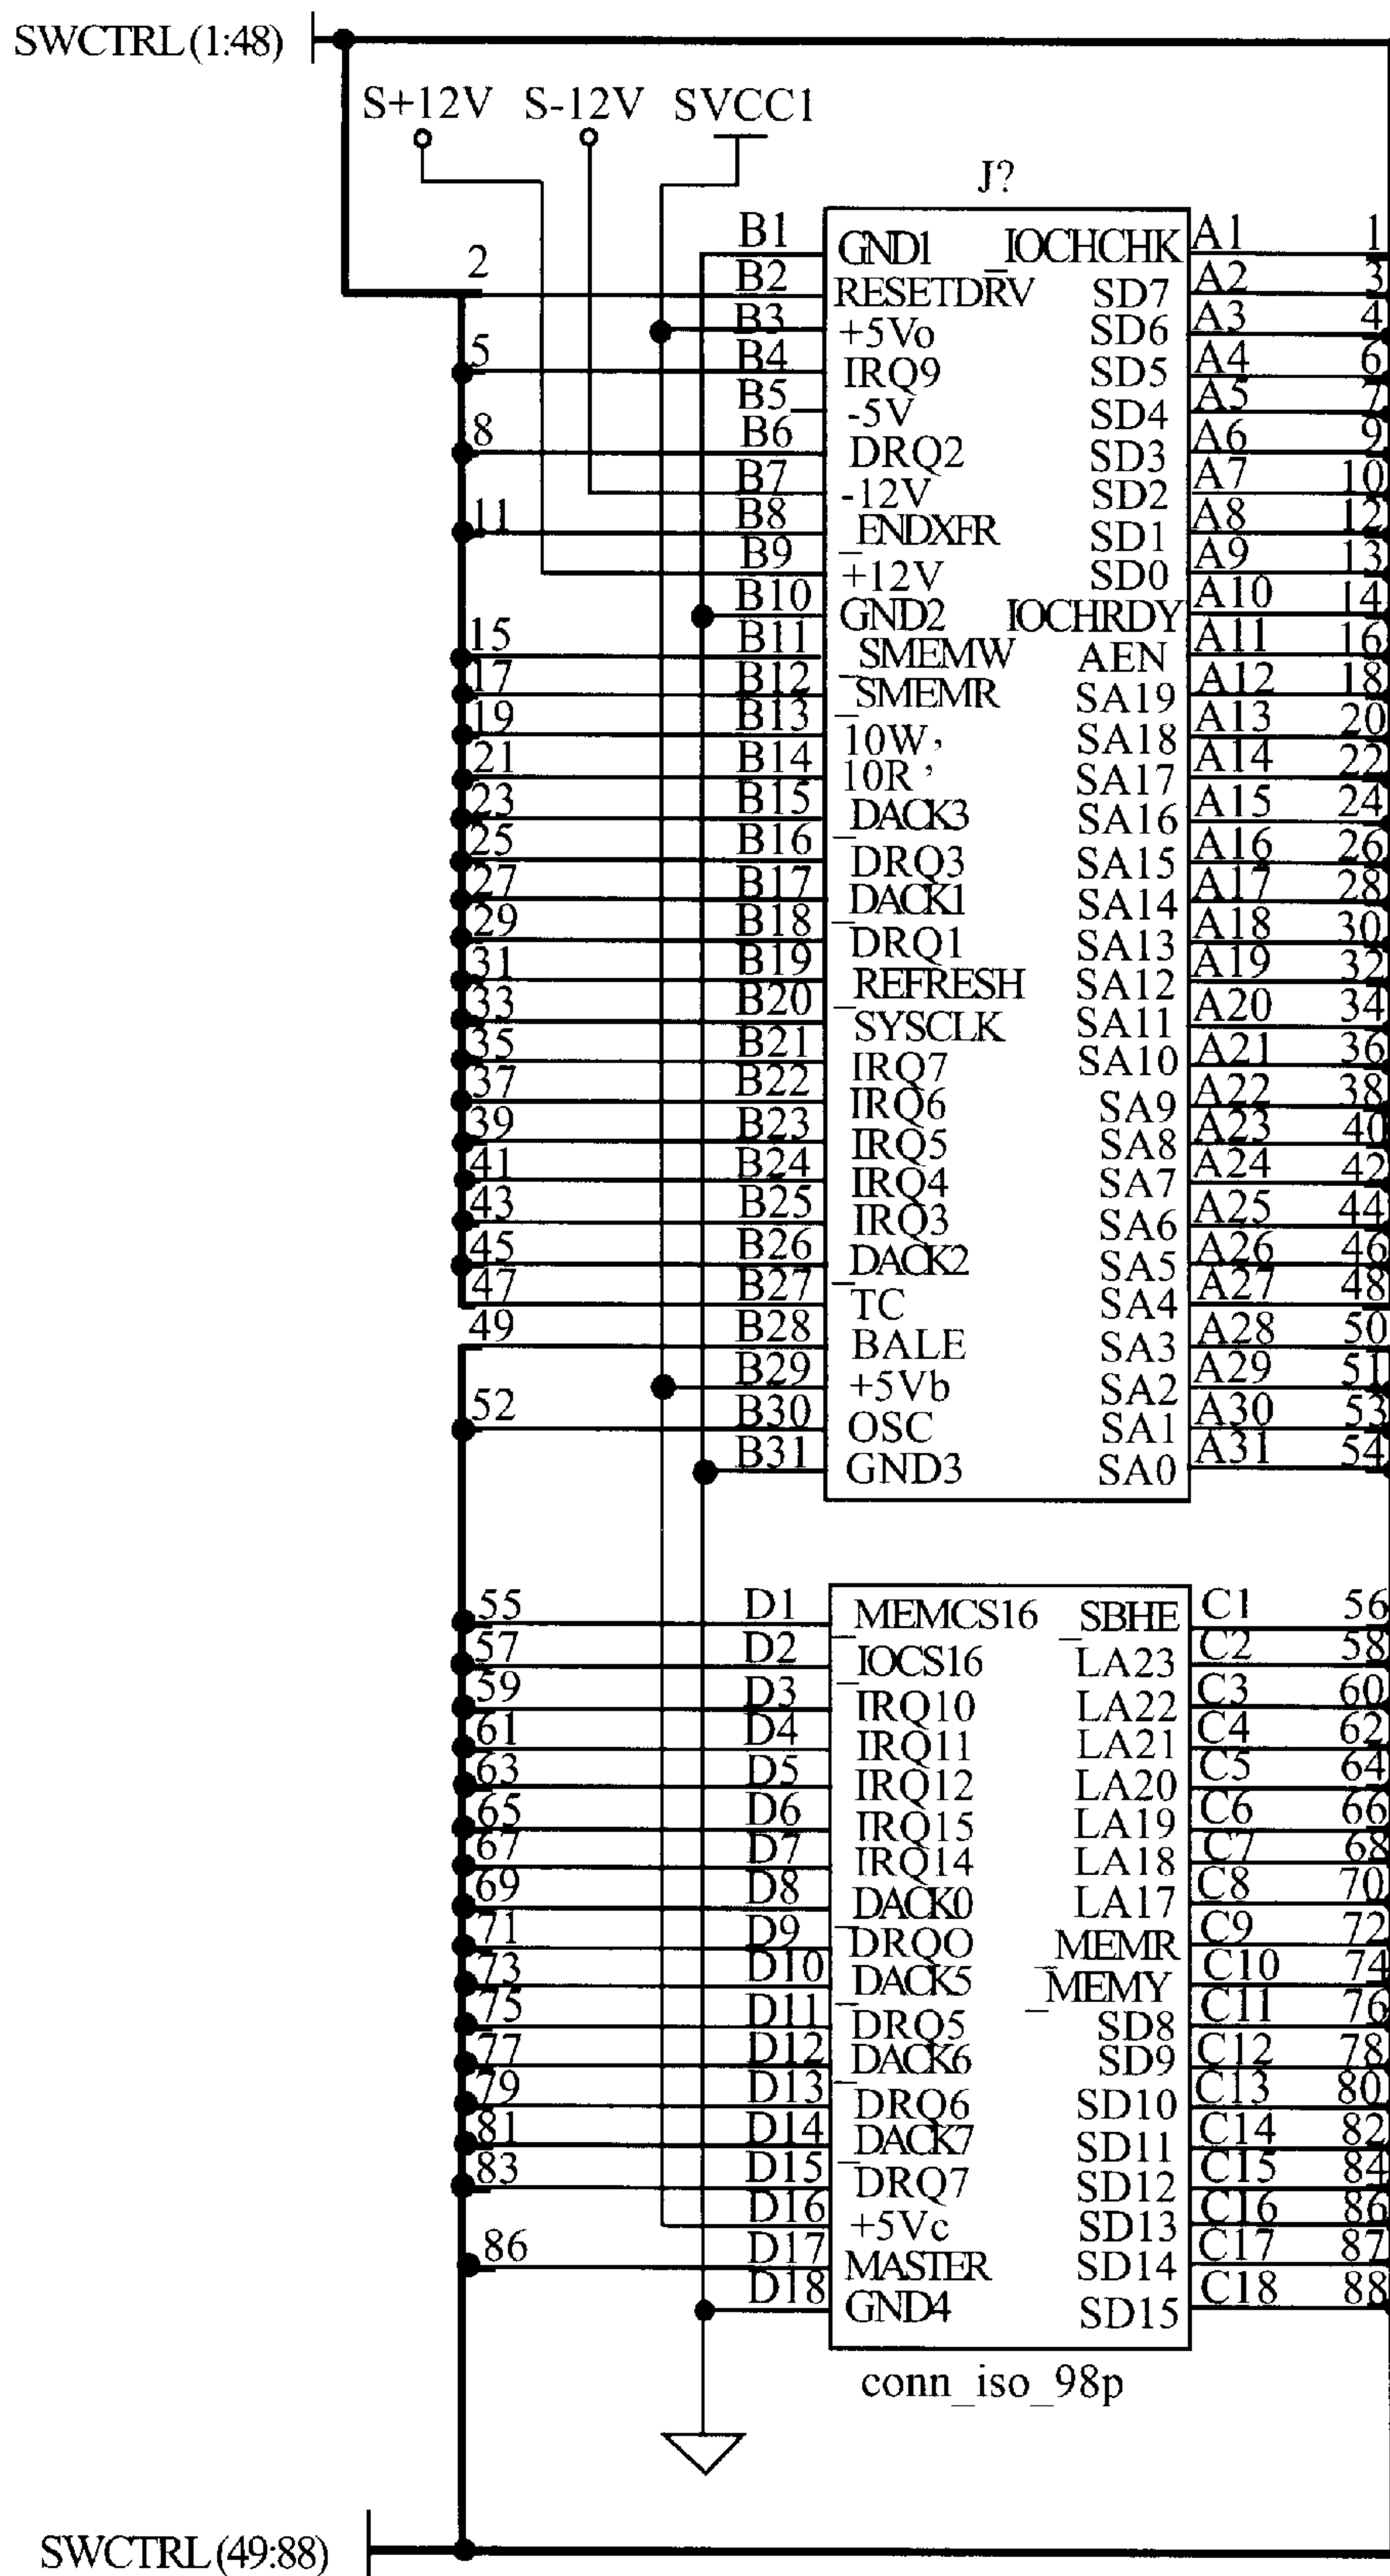 SWCTRL(1:48)
S+12V S-12V SVCC1
J?
B1 GND1 _IOCHCHK A1 1
2 B2 RESETDRV SD7 A2 3
B3 +5Vo SD6 A3 4
5 B4 IRQ9 SD5 A4 6
B5 -5V SD4 A5 7
8 B6 DRQ2 SD3 A6 9
B7 -12V SD2 A7 10
11 B8 _ENDXFR SD1 A8 12
B9 +12V SD0 A9 13
B10 GND2 IOCHRDY A10 14
15 B11 _SMEMW AEN A11 16
17 B12 _SMEMR SA19 A12 18
19 B13 10W, SA18 A13 20
21 B14 10R ' SA17 A14 22
23 B15 _DACK3 SA16 A15 24
25 B16 DRQ3 SA15 A16 26
27 B17 _DACK1 SA14 A17 28
29 B18 DRQ1 SA13 A18 30
31 B19 _REFRESH SA12 A19 32
33 B20 SYSCLK SA11 A20 34
35 B21 IRQ7 SA10 A21 36
37 B22 IRQ6 SA9 A22 38
39 B23 IRQ5 SA8 A23 40
41 B24 IRQ4 SA7 A24 42
43 B25 IRQ3 SA6 A25 44
45 B26 _DACK2 SA5 A26 46
47 B27 TC SA4 A27 48
49 B28 BALE SA3 A28 50
B29 +5Vb SA2 A29 51
52 B30 OSC SA1 A30 53
B31 GND3 SA0 A31 54
55 D1 _MEMCS16 _SBHE C1 56
57 D2 _IOCS16 LA23 C2 58
59 D3 IRQ10 LA22 C3 60
61 D4 IRQ11 LA21 C4 62
63 D5 IRQ12 LA20 C5 64
65 D6 IRQ15 LA19 C6 66
67 D7 IRQ14 LA18 C7 68
69 D8 _DACK0 LA17 C8 70
71 D9 DRQO _MEMR C9 72
73 D10 _DACK5 _MEMY C10 74
75 D11 DRQ5 SD8 C11 76
77 D12 _DACK6 SD9 C12 78
79 D13 DRQ6 SD10 C13 80
81 D14 _DACK7 SD11 C14 82
83 D15 DRQ7 SD12 C15 84
D16 +5Vc SD13 C16 86
86 D17 MASTER SD14 C17 87
D18 GND4 SD15 C18 88
conn_iso_98p
SWCTRL(49:88)